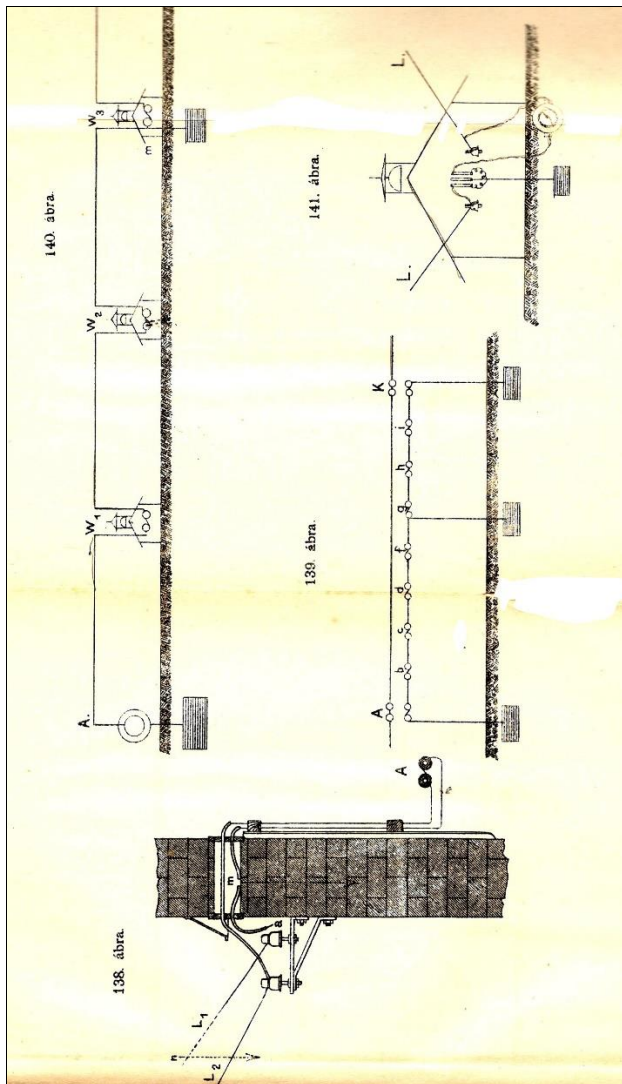 140. ábra.
A.
W₁
W₂
W₃
m
141. ábra.
L.
L.
139. ábra.
A
b
c
d
f
g
h
i
K
138. ábra.
n
L₁
L₂
a
m
A